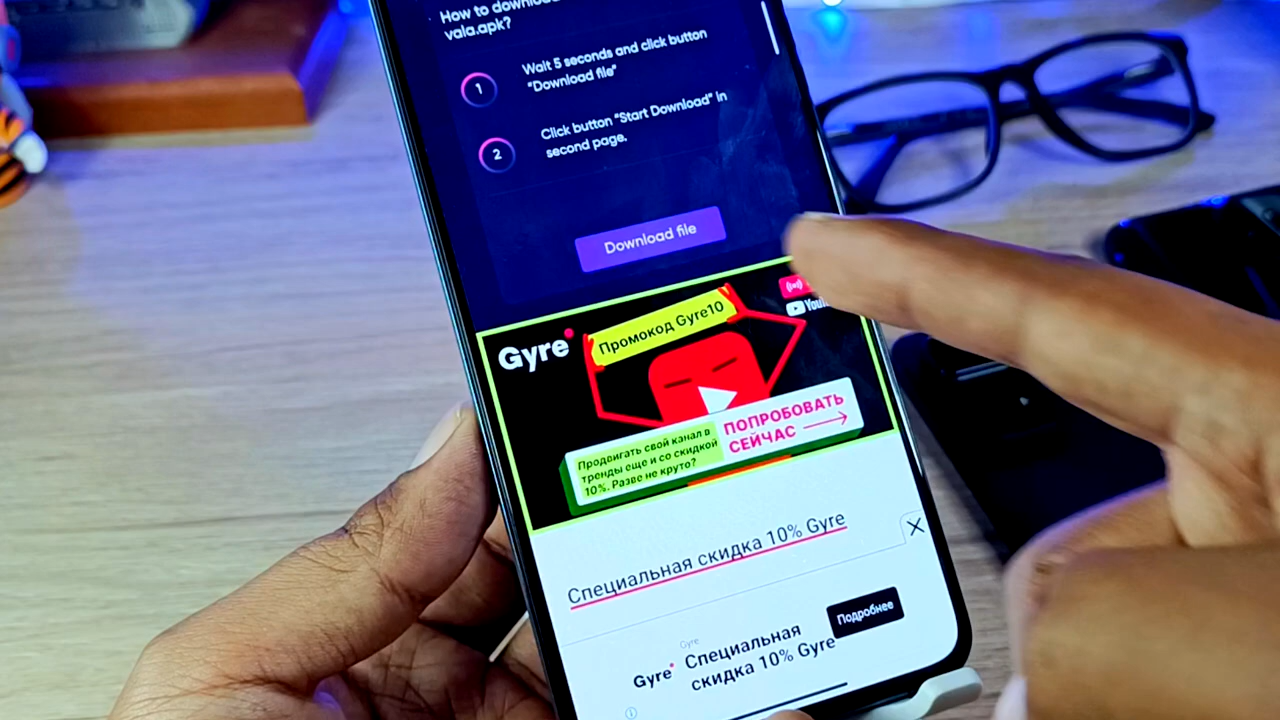 How to download
vala.apk?
1
Wait 5 seconds and click button
"Download file"
2
Click button "Start Download" in
second page.
Download file
Gyre
Промокод Gyre10
Продвигать свой канал в
тренды еще и со скидкой
10%. Разве не круто?
ПОПРОБОВАТЬ
СЕЙЧАС
Специальная скидка 10% Gyre
Gyre
Gyre
Специальная
скидка 10% Gyre
Подробнее